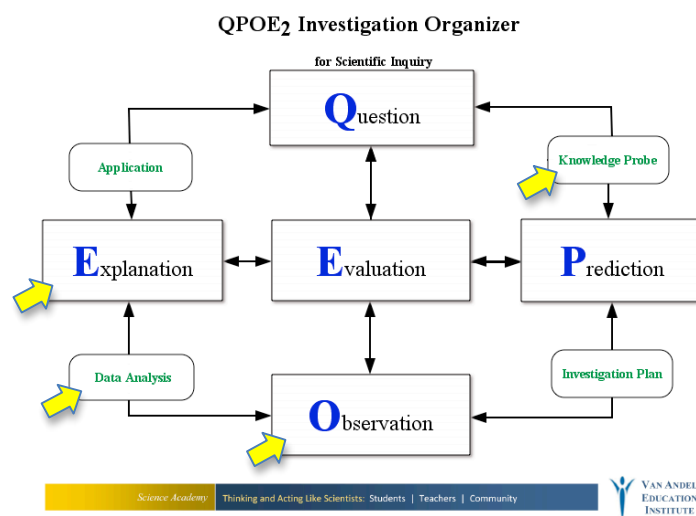 QPOE2 Investigation Organizer
for Scientific Inquiry
Question
Application
Knowledge Probe
Explanation
Evaluation
Prediction
Data Analysis
Investigation Plan
Observation
Science Academy Thinking and Acting Like Scientists: Students | Teachers | Community
VAN ANDEL
EDUCATION
INSTITUTE